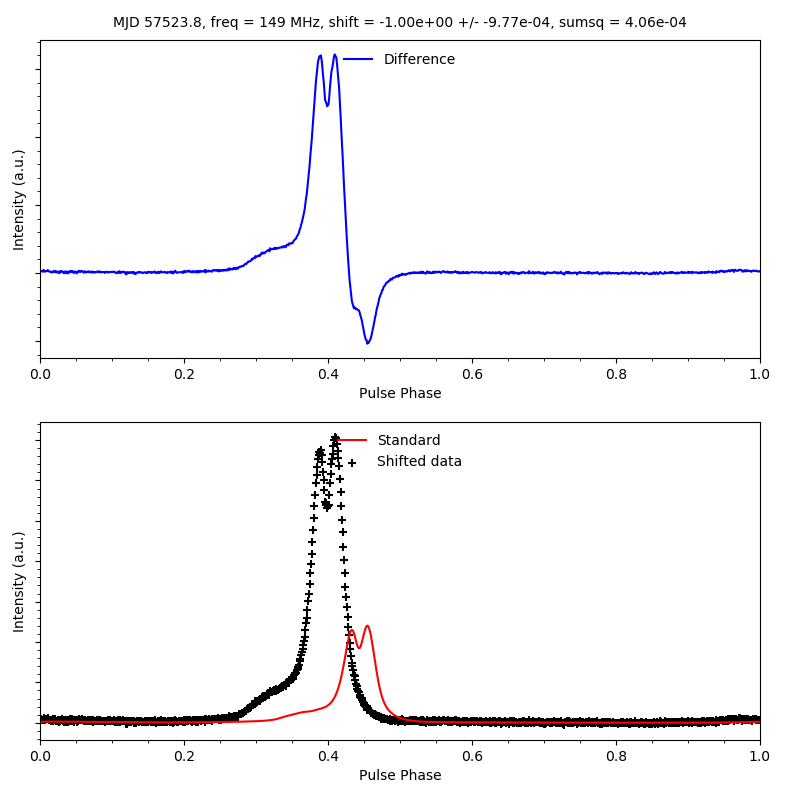 MJD 57523.8, freq = 149 MHz, shift = -1.00e+00 +/- -9.77e-04, sumsq = 4.06e-04
Difference
Intensity (a.u.)
0.0 0.2 0.4 0.6 0.8 1.0
Pulse Phase
Standard
Shifted data
Intensity (a.u.)
0.0 0.2 0.4 0.6 0.8 1.0
Pulse Phase